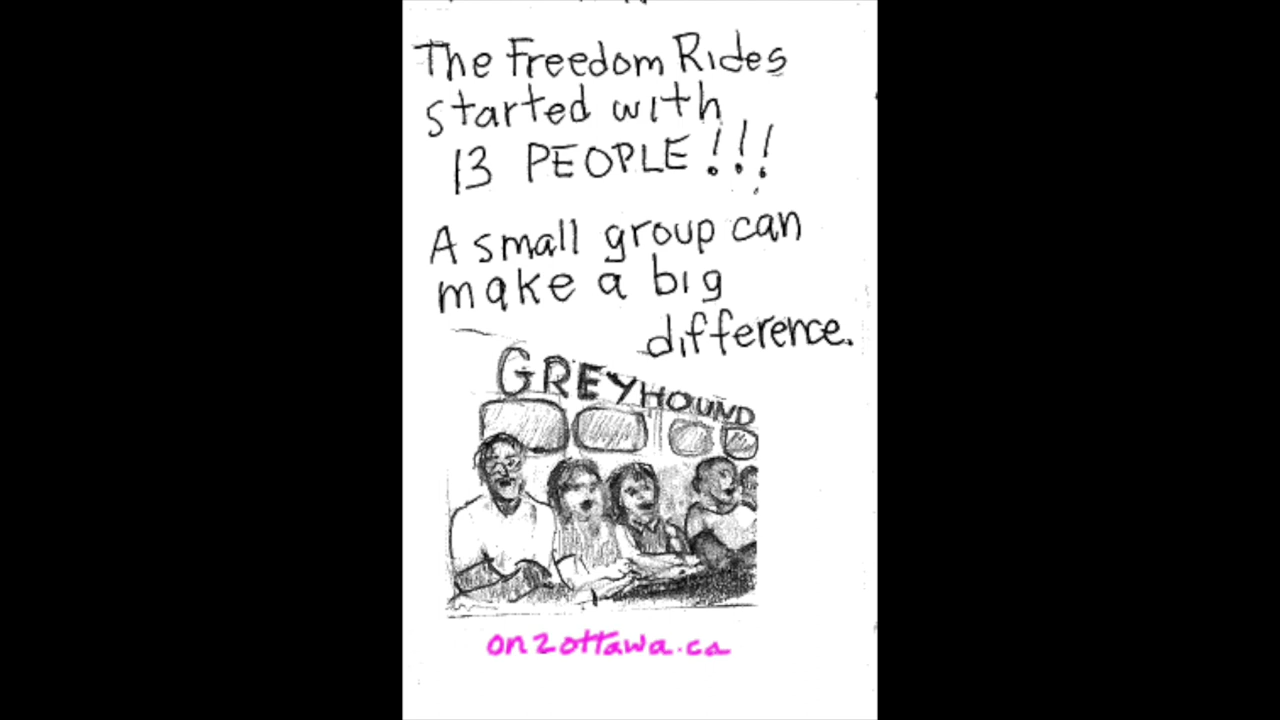 The Freedom Rides
started with
13 PEOPLE!!!
A small group can
make a big
difference.
GREYHOUND
on2ottawa.ca